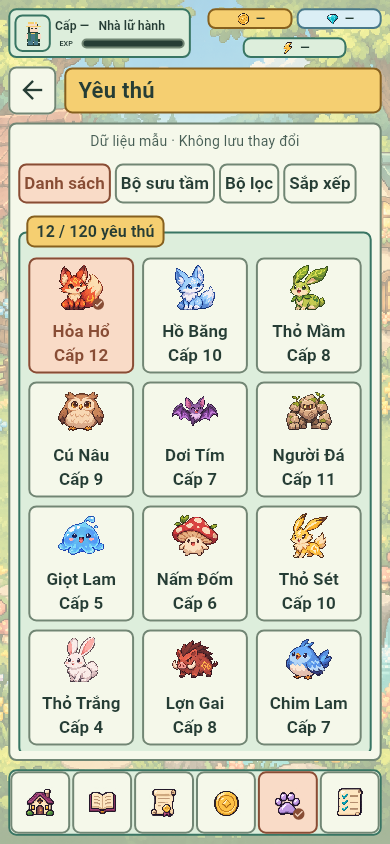 Cấp — Nhà lữ hành
EXP
—
—
—
Yêu thú
Dữ liệu mẫu · Không lưu thay đổi
Danh sách
Bộ sưu tầm
Bộ lọc
Sắp xếp
12 / 120 yêu thú
Hỏa Hồ
Cấp 12
Hồ Băng
Cấp 10
Thỏ Mầm
Cấp 8
Cú Nâu
Cấp 9
Dơi Tím
Cấp 7
Người Đá
Cấp 11
Giọt Lam
Cấp 5
Nấm Đốm
Cấp 6
Thỏ Sét
Cấp 10
Thỏ Trắng
Cấp 4
Lợn Gai
Cấp 8
Chim Lam
Cấp 7